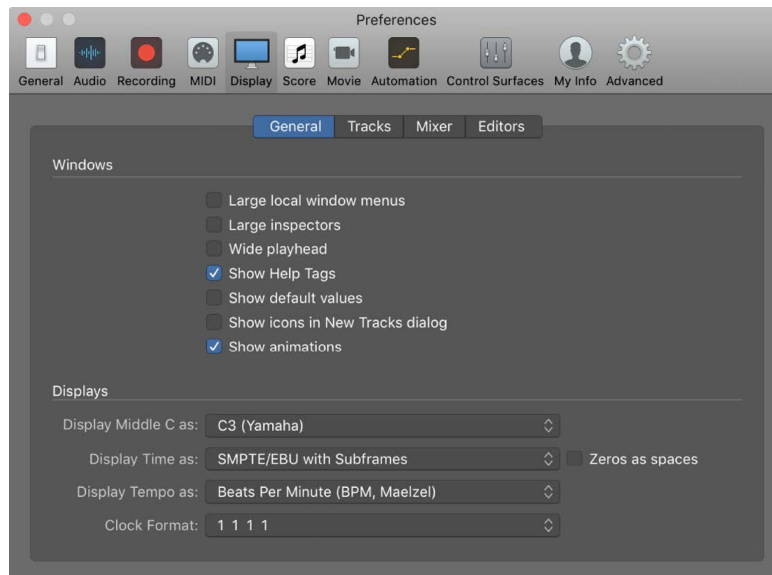 Preferences
General Audio Recording MIDI Display Score Movie Automation Control Surfaces My Info Advanced
General Tracks Mixer Editors
Windows
Large local window menus
Large inspectors
Wide playhead
Show Help Tags
Show default values
Show icons in New Tracks dialog
Show animations
Displays
Display Middle C as: C3 (Yamaha)
Display Time as: SMPTE/EBU with Subframes Zeros as spaces
Display Tempo as: Beats Per Minute (BPM, Maelzel)
Clock Format: 1 1 1 1